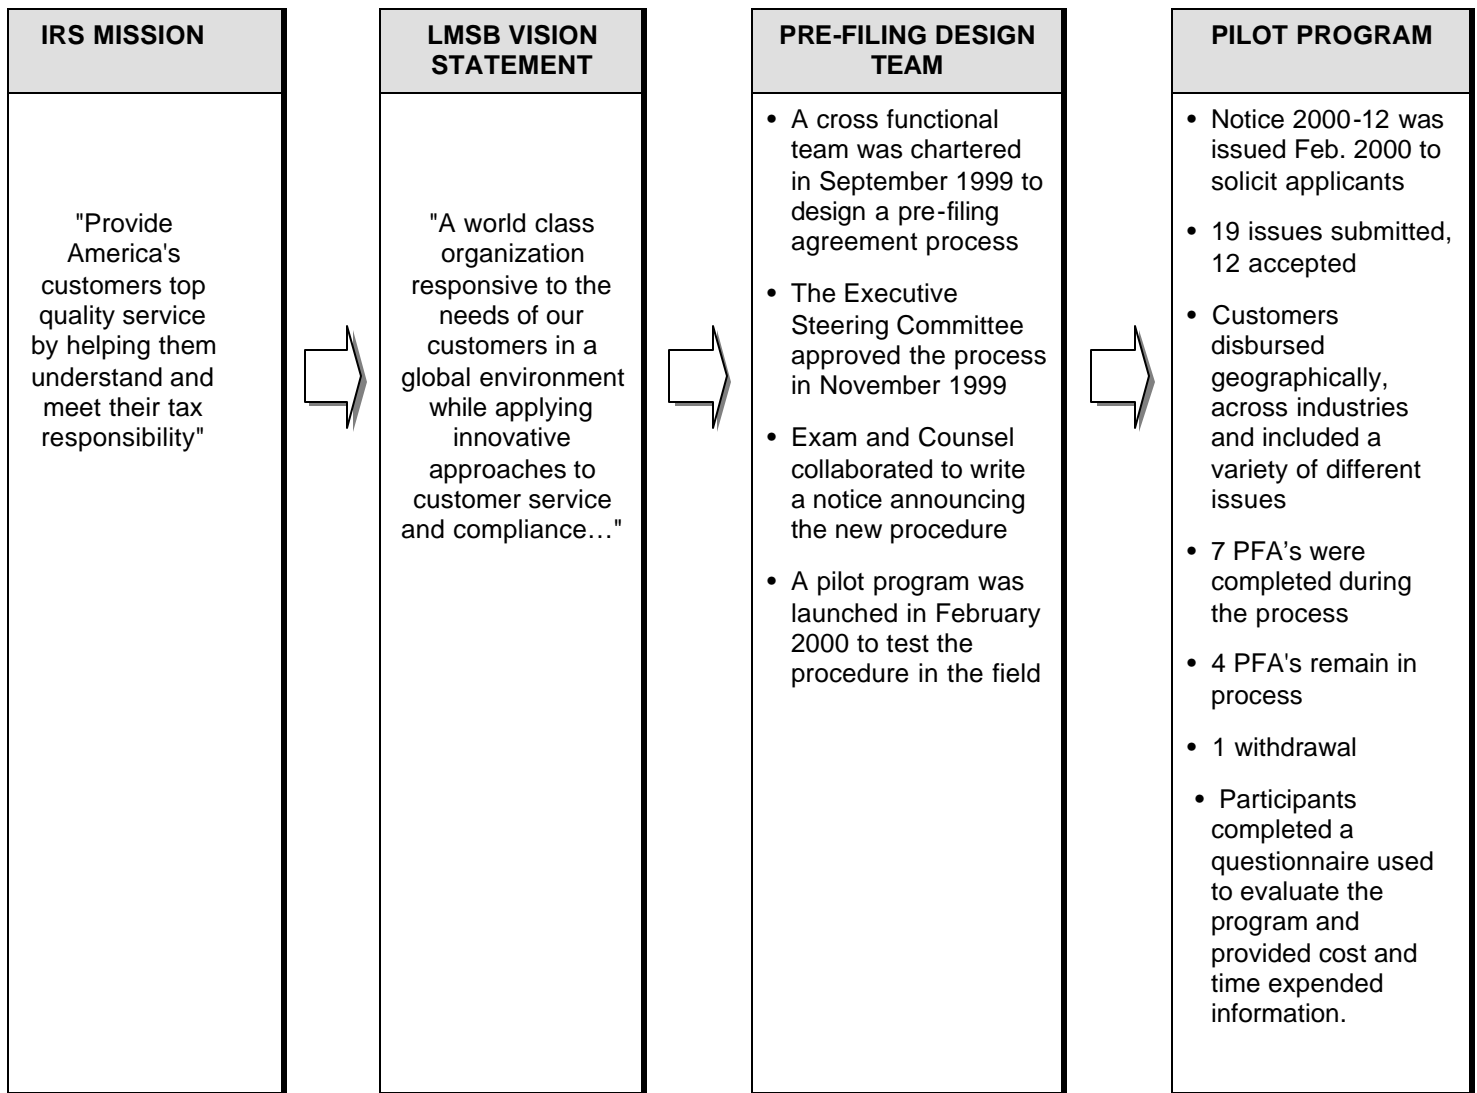 IRS MISSION
"Provide
America's
customers top
quality service
by helping them
understand and
meet their tax
responsibility"
LMSB VISION
STATEMENT
"A world class
organization
responsive to the
needs of our
customers in a
global environment
while applying
innovative
approaches to
customer service
and compliance…"
PRE-FILING DESIGN
TEAM
• A cross functional
team was chartered
in September 1999 to
design a pre-filing
agreement process
• The Executive
Steering Committee
approved the process
in November 1999
• Exam and Counsel
collaborated to write
a notice announcing
the new procedure
• A pilot program was
launched in February
2000 to test the
procedure in the field
PILOT PROGRAM
• Notice 2000-12 was
issued Feb. 2000 to
solicit applicants
• 19 issues submitted,
12 accepted
• Customers
disbursed
geographically,
across industries
and included a
variety of different
issues
• 7 PFA's were
completed during
the process
• 4 PFA's remain in
process
• 1 withdrawal
• Participants
completed a
questionnaire used
to evaluate the
program and
provided cost and
time expended
information.